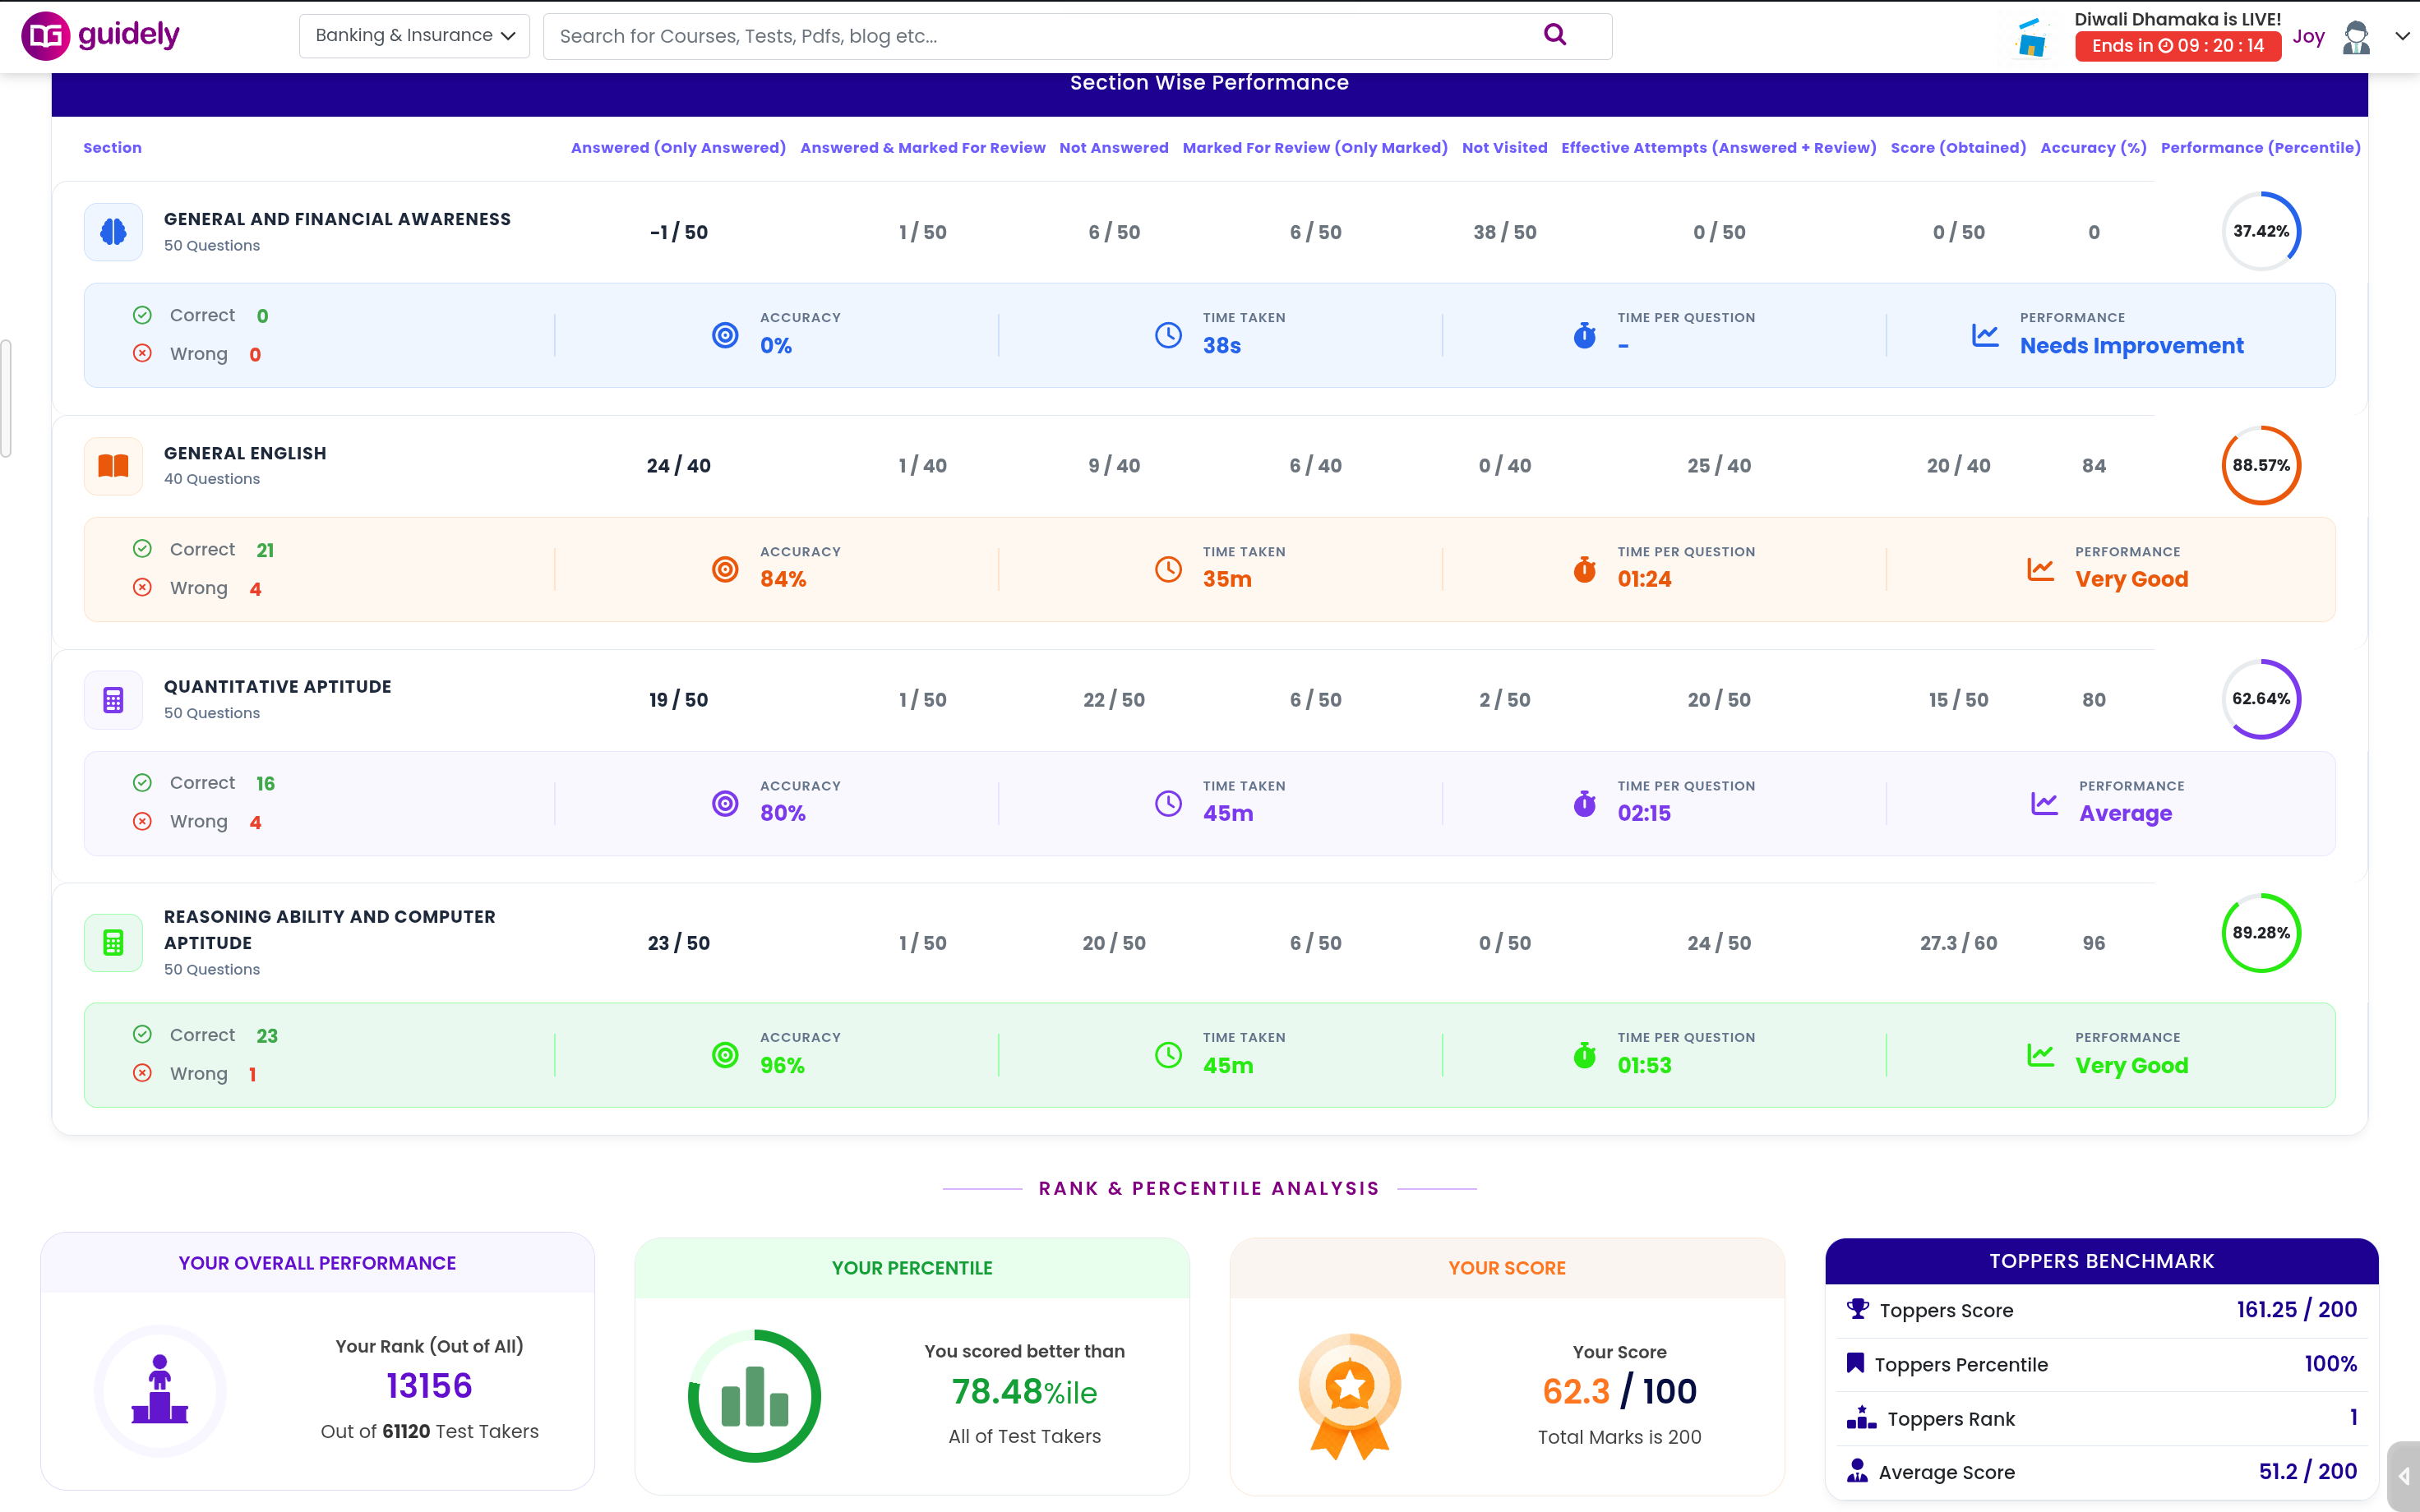 guidely
Banking & Insurance
Search for Courses, Tests, Pdfs, blog etc...
Diwali Dhamaka is LIVE!
Ends in 09 : 20 : 14
Joy
Section Wise Performance
Section Answered (Only Answered) Answered & Marked For Review Not Answered Marked For Review (Only Marked) Not Visited Effective Attempts (Answered + Review) Score (Obtained) Accuracy (%) Performance (Percentile)
GENERAL AND FINANCIAL AWARENESS
50 Questions
-1 / 50 1 / 50 6 / 50 6 / 50 38 / 50 0 / 50 0 / 50 0 37.42%
Correct 0
Wrong 0
ACCURACY
0%
TIME TAKEN
38s
TIME PER QUESTION
-
PERFORMANCE
Needs Improvement
GENERAL ENGLISH
40 Questions
24 / 40 1 / 40 9 / 40 6 / 40 0 / 40 25 / 40 20 / 40 84 88.57%
Correct 21
Wrong 4
ACCURACY
84%
TIME TAKEN
35m
TIME PER QUESTION
01:24
PERFORMANCE
Very Good
QUANTITATIVE APTITUDE
50 Questions
19 / 50 1 / 50 22 / 50 6 / 50 2 / 50 20 / 50 15 / 50 80 62.64%
Correct 16
Wrong 4
ACCURACY
80%
TIME TAKEN
45m
TIME PER QUESTION
02:15
PERFORMANCE
Average
REASONING ABILITY AND COMPUTER
APTITUDE
50 Questions
23 / 50 1 / 50 20 / 50 6 / 50 0 / 50 24 / 50 27.3 / 60 96 89.28%
Correct 23
Wrong 1
ACCURACY
96%
TIME TAKEN
45m
TIME PER QUESTION
01:53
PERFORMANCE
Very Good
RANK & PERCENTILE ANALYSIS
YOUR OVERALL PERFORMANCE
Your Rank (Out of All)
13156
Out of 61120 Test Takers
YOUR PERCENTILE
You scored better than
78.48%ile
All of Test Takers
YOUR SCORE
Your Score
62.3 / 100
Total Marks is 200
TOPPERS BENCHMARK
Toppers Score 161.25 / 200
Toppers Percentile 100%
Toppers Rank 1
Average Score 51.2 / 200